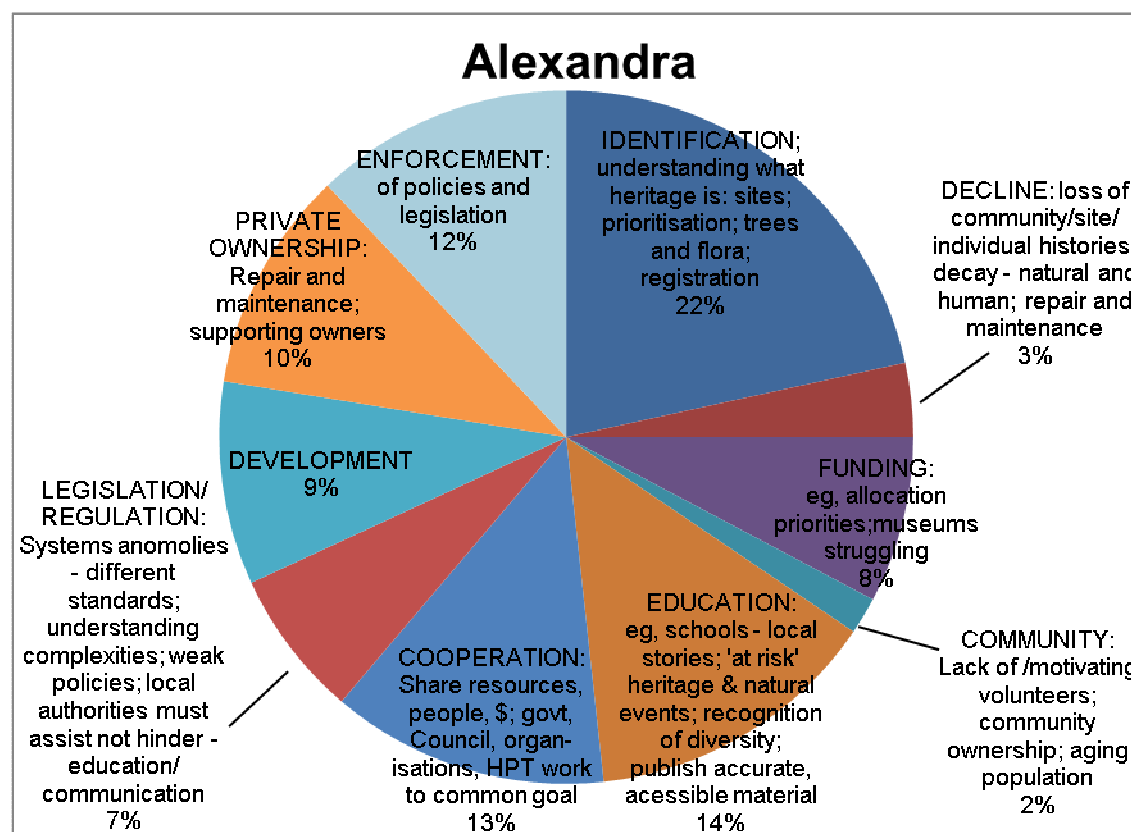 Alexandra
IDENTIFICATION;
understanding what
heritage is: sites;
prioritisation; trees
and flora;
registration
22%
DECLINE: loss of
community/site/
individual histories
decay - natural and
human; repair and
maintenance
3%
FUNDING:
eg, allocation
priorities;museums
struggling
8%
COMMUNITY:
Lack of /motivating
volunteers;
community
ownership; aging
population
2%
EDUCATION:
eg, schools - local
stories; 'at risk'
heritage & natural
events; recognition
of diversity;
publish accurate,
acessible material
14%
COOPERATION:
Share resources,
people, $; govt,
Council, organ-
isations, HPT work
to common goal
13%
LEGISLATION/
REGULATION:
Systems anomolies
- different
standards;
understanding
complexities; weak
policies; local
authorities must
assist not hinder -
education/
communication
7%
DEVELOPMENT
9%
PRIVATE
OWNERSHIP:
Repair and
maintenance;
supporting owners
10%
ENFORCEMENT:
of policies and
legislation
12%